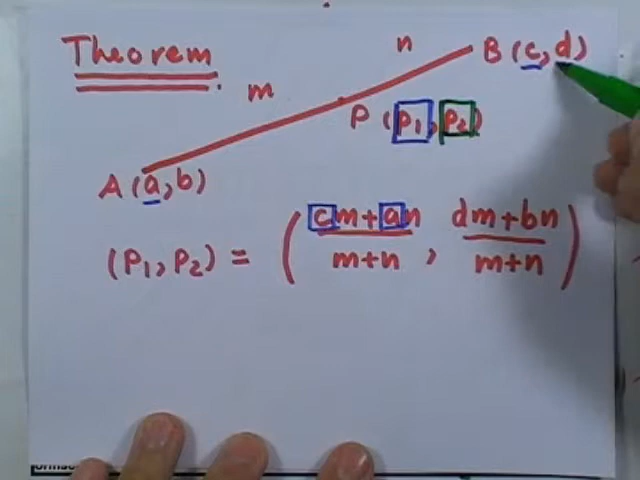 Theorem
n
B (c, d)
m
P (P₁, P₂)
A (a, b)
(P₁, P₂) = ( cm+an / m+n , dm+bn / m+n )